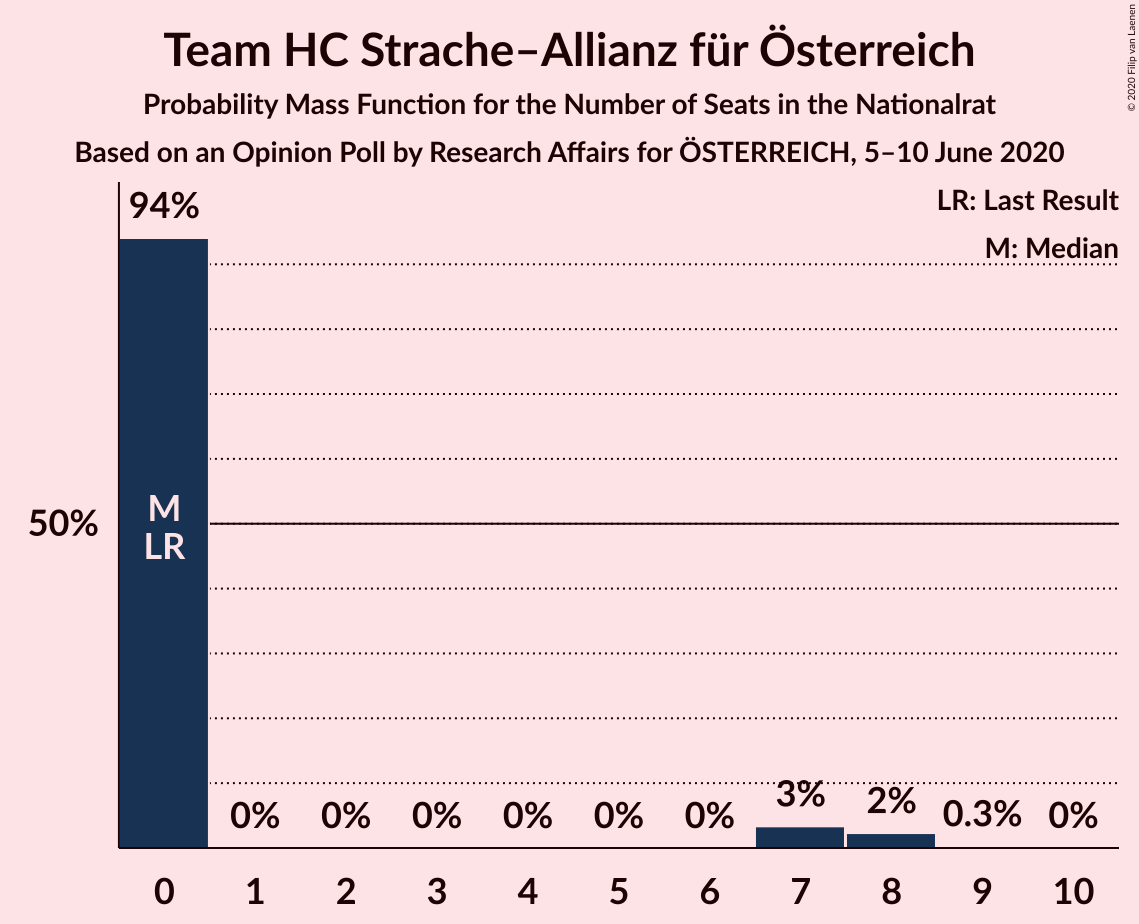 Team HC Strache–Allianz für Österreich
Probability Mass Function for the Number of Seats in the Nationalrat
Based on an Opinion Poll by Research Affairs for ÖSTERREICH, 5–10 June 2020
© 2020 Filip van Laenen
LR: Last Result
M: Median
94%
M
LR
50%
0% 0% 0% 0% 0% 0% 3% 2% 0.3% 0%
0 1 2 3 4 5 6 7 8 9 10